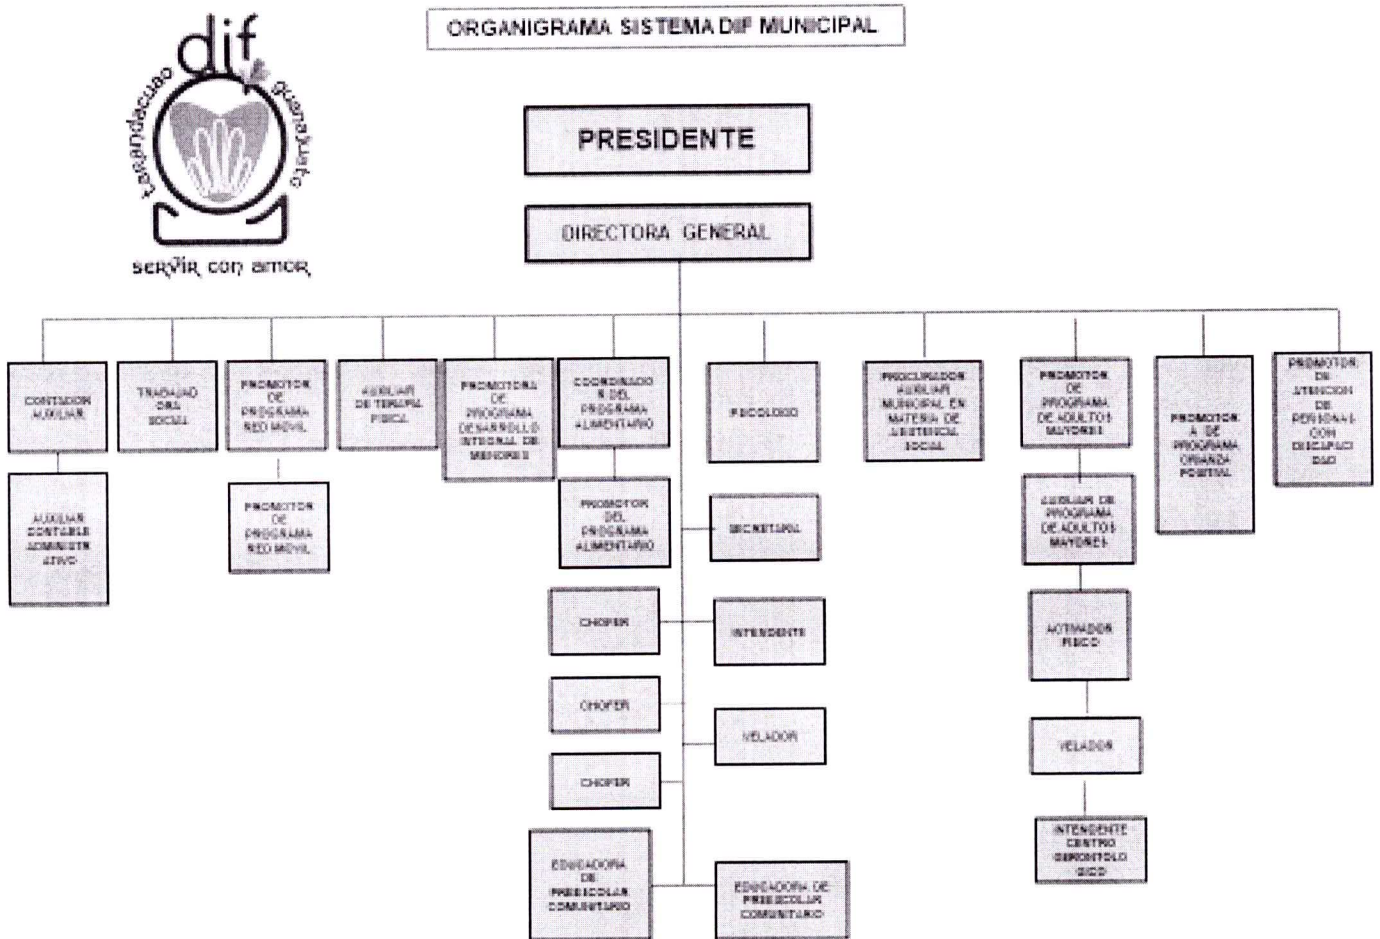 ORGANIGRAMA SISTEMA DIF MUNICIPAL
dif
tarandacuao
guanajuato
servir con amor
PRESIDENTE
DIRECTORA GENERAL
CONTADOR
AUXILIAR
TRABAJAD
ORA
SOCIAL
PROMOTOR
DE
PROGRAMA
RED MOVIL
AUXILIAR
DE TERAPIA
FISICA
PROMOTORA
DE
PROGRAMA
DESARROLLO
INTEGRAL DE
MENORES
COORDINADO
R DEL
PROGRAMA
ALIMENTARIO
PSICOLOGO
PROCURADOR
AUXILIAR
MUNICIPAL EN
MATERIA DE
ASISTENCIA
SOCIAL
PROMOTOR
DE
PROGRAMA
DE ADULTOS
MAYORES
PROMOTOR
A DE
PROGRAMA
CRIANZA
POSITIVA
PROMOTOR
DE
ATENCION
DE
PERSONAS
CON
DISCAPACI
DAD
AUXILIAR
CONTABLE
ADMINISTR
ATIVO
PROMOTOR
DE
PROGRAMA
RED MOVIL
PROMOTOR
DEL
PROGRAMA
ALIMENTARIO
SECRETARIA
AUXILIAR DE
PROGRAMA
DE ADULTOS
MAYORES
CHOFER
INTENDENTE
ACTIVADOR
FISICO
CHOFER
VELADOR
VELADOR
CHOFER
INTENDENTE
CENTRO
GERONTOLO
GICO
EDUCADORA
DE
PREESCOLAR
COMUNITARIO
EDUCADORA DE
PREESCOLAR
COMUNITARIO